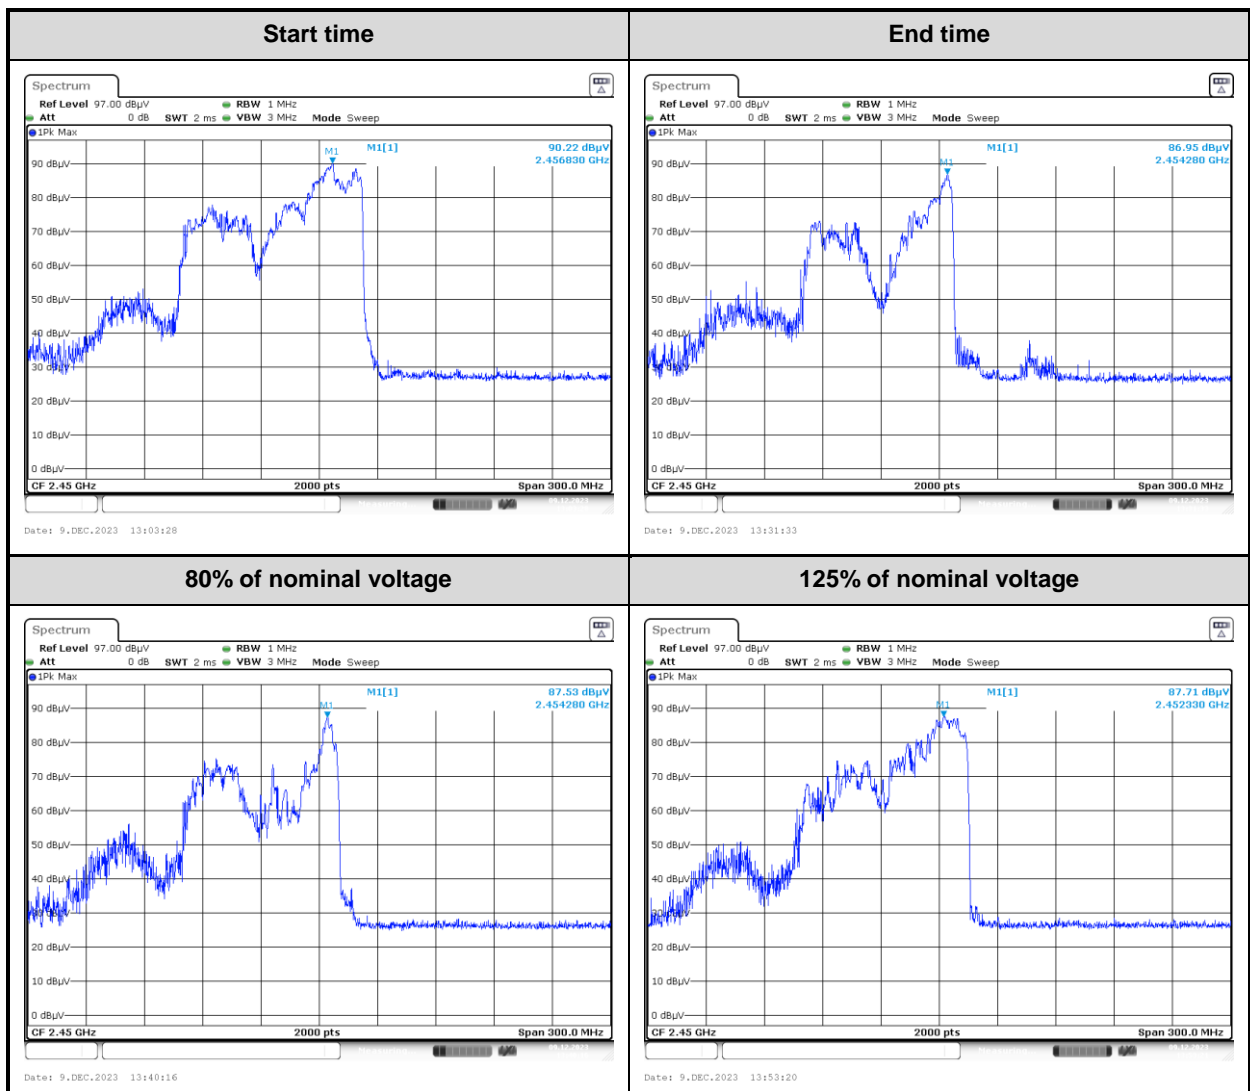 Start time
End time
Spectrum
Ref Level 97.00 dBµV RBW 1 MHz
Att 0 dB SWT 2 ms VBW 3 MHz Mode Sweep
1Pk Max
M1[1] 90.22 dBµV
2.456830 GHz
M1
90 dBµV
80 dBµV
70 dBµV
60 dBµV
50 dBµV
40 dBµV
30 dBµV
20 dBµV
10 dBµV
0 dBµV
CF 2.45 GHz 2000 pts Span 300.0 MHz
Date: 9.DEC.2023 13:03:28
Spectrum
Ref Level 97.00 dBµV RBW 1 MHz
Att 0 dB SWT 2 ms VBW 3 MHz Mode Sweep
1Pk Max
M1[1] 86.95 dBµV
2.454280 GHz
M1
90 dBµV
80 dBµV
70 dBµV
60 dBµV
50 dBµV
40 dBµV
30 dBµV
20 dBµV
10 dBµV
0 dBµV
CF 2.45 GHz 2000 pts Span 300.0 MHz
Date: 9.DEC.2023 13:31:33
80% of nominal voltage
125% of nominal voltage
Spectrum
Ref Level 97.00 dBµV RBW 1 MHz
Att 0 dB SWT 2 ms VBW 3 MHz Mode Sweep
1Pk Max
M1[1] 87.53 dBµV
2.454280 GHz
M1
90 dBµV
80 dBµV
70 dBµV
60 dBµV
50 dBµV
40 dBµV
30 dBµV
20 dBµV
10 dBµV
0 dBµV
CF 2.45 GHz 2000 pts Span 300.0 MHz
Date: 9.DEC.2023 13:40:16
Spectrum
Ref Level 97.00 dBµV RBW 1 MHz
Att 0 dB SWT 2 ms VBW 3 MHz Mode Sweep
1Pk Max
M1[1] 87.71 dBµV
2.452330 GHz
M1
90 dBµV
80 dBµV
70 dBµV
60 dBµV
50 dBµV
40 dBµV
30 dBµV
20 dBµV
10 dBµV
0 dBµV
CF 2.45 GHz 2000 pts Span 300.0 MHz
Date: 9.DEC.2023 13:53:20